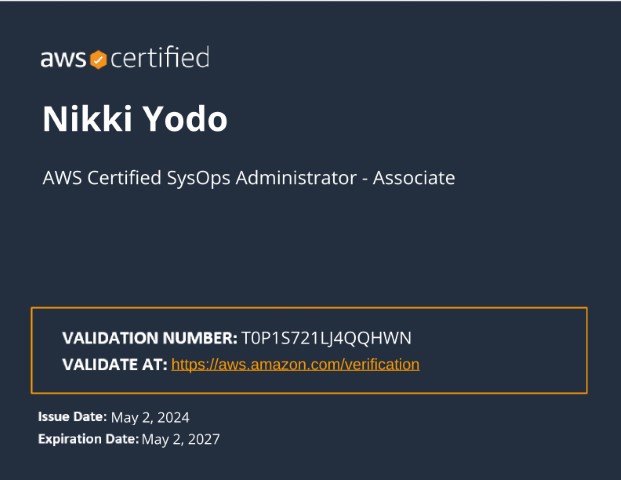 aws certified
Nikki Yodo
AWS Certified SysOps Administrator - Associate
VALIDATION NUMBER: T0P1S721LJ4QQHWN
VALIDATE AT: https://aws.amazon.com/verification
Issue Date: May 2, 2024
Expiration Date: May 2, 2027